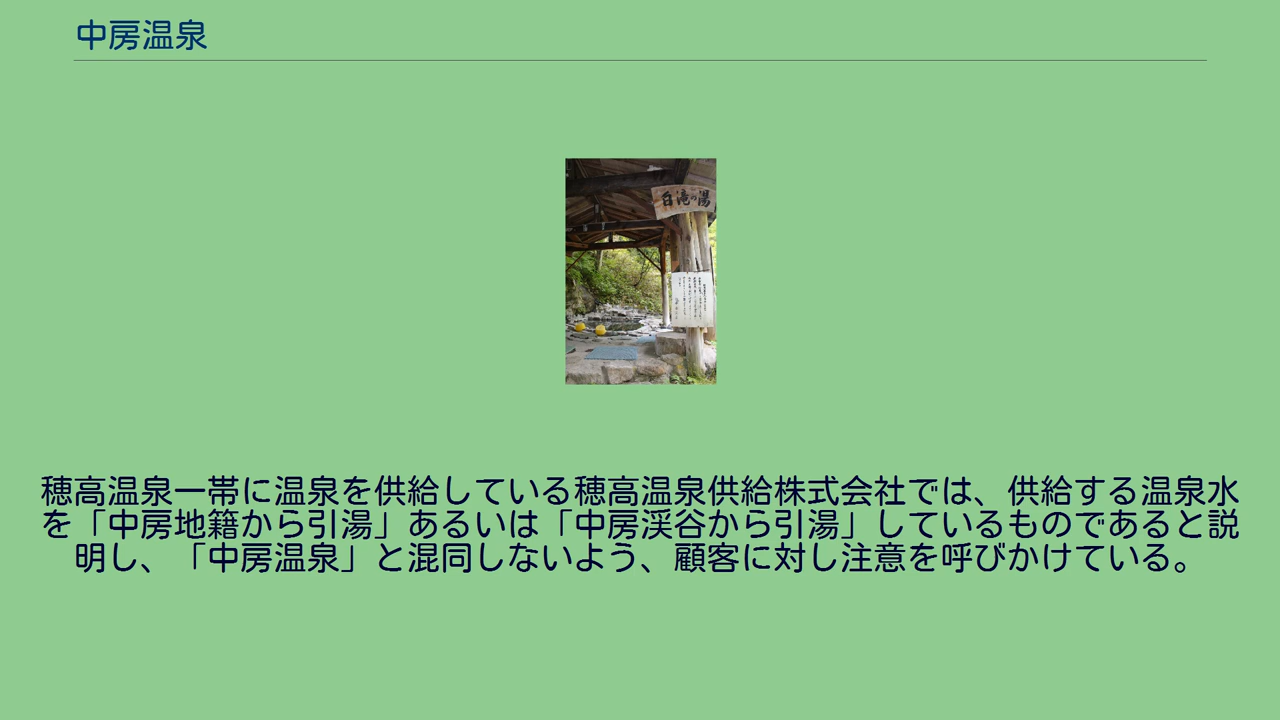 中房温泉
白滝の湯
穂高温泉一帯に温泉を供給している穂高温泉供給株式会社では、供給する温泉水
を「中房地籍から引湯」あるいは「中房渓谷から引湯」しているものであると説
明し、「中房温泉」と混同しないよう、顧客に対し注意を呼びかけている。